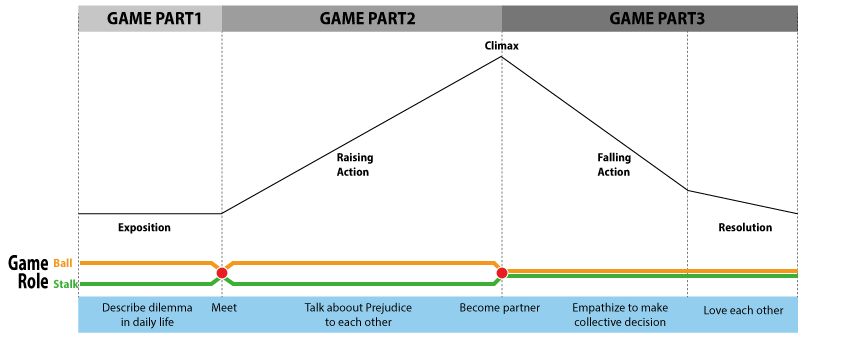 GAME PART1
GAME PART2
GAME PART3
Climax
Raising
Action
Falling
Action
Exposition
Resolution
Game
Role
Ball
Stalk
Describe dilemma
in daily life
Meet
Talk aboout Prejudice
to each other
Become partner
Empathize to make
collective decision
Love each other